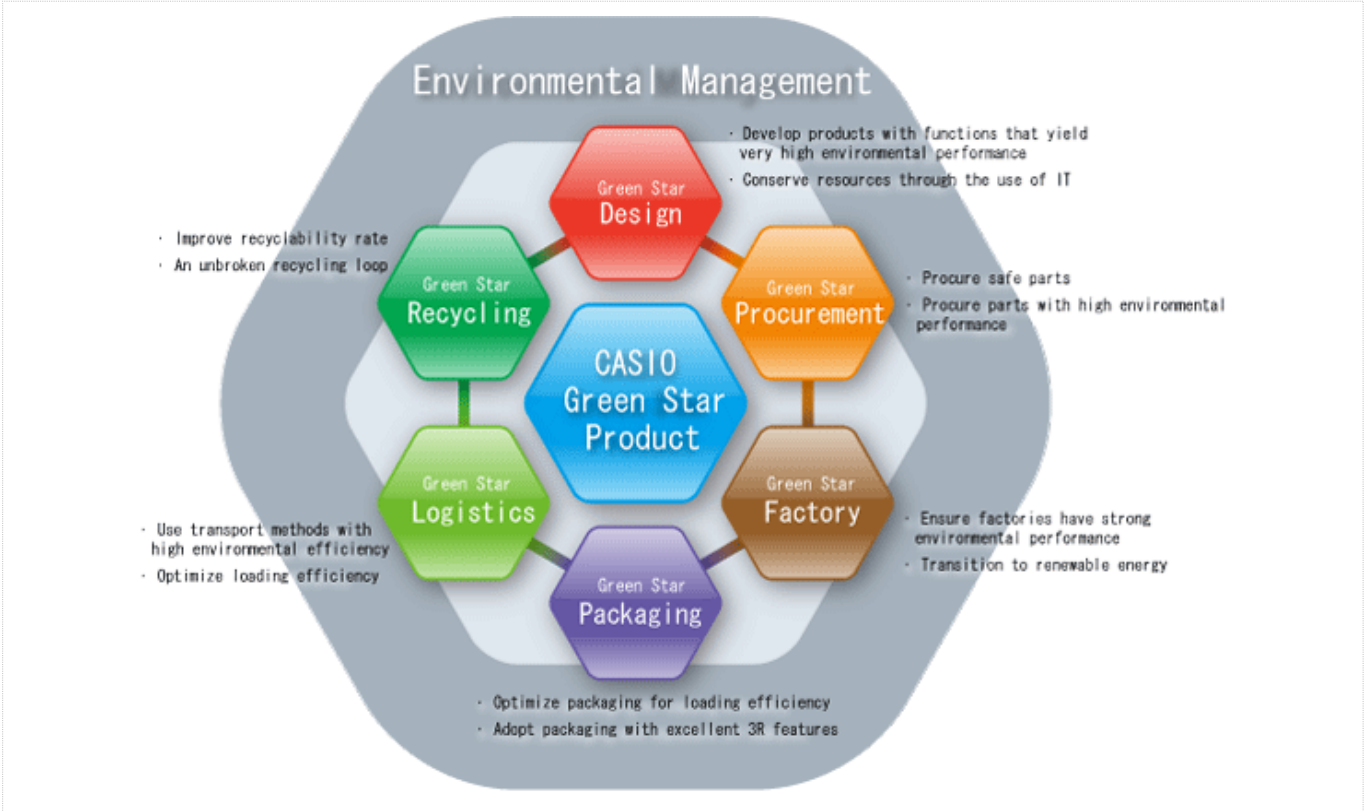 Environmental Management
Green Star
Design
· Develop products with functions that yield
very high environmental performance
· Conserve resources through the use of IT
Green Star
Procurement
· Procure safe parts
· Procure parts with high environmental
performance
Green Star
Factory
· Ensure factories have strong
environmental performance
· Transition to renewable energy
Green Star
Packaging
· Optimize packaging for loading efficiency
· Adopt packaging with excellent 3R features
Green Star
Logistics
· Use transport methods with
high environmental efficiency
· Optimize loading efficiency
Green Star
Recycling
· Improve recyclability rate
· An unbroken recycling loop
CASIO
Green Star
Product